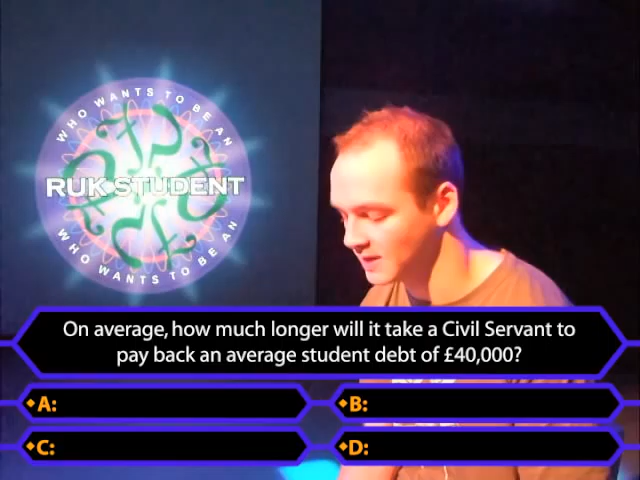 WHO WANTS TO BE AN
RUK STUDENT
WHO WANTS TO BE AN
On average, how much longer will it take a Civil Servant to
pay back an average student debt of £40,000?
A:
B:
C:
D: